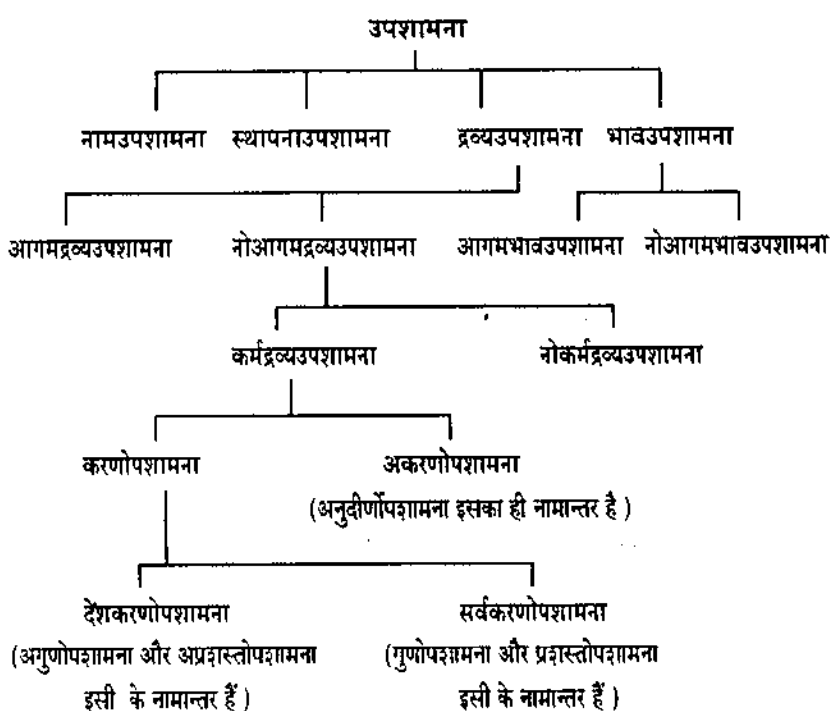 उपशामना
नामउपशामना स्थापनाउपशामना द्रव्यउपशामना भावउपशामना
आगमद्रव्यउपशामना नोआगमद्रव्यउपशामना आगमभावउपशामना नोआगमभावउपशामना
कर्मद्रव्यउपशामना नोकर्मद्रव्यउपशामना
करणोपशामना अकरणोपशामना
(अनुदीर्णोपशामना इसका ही नामान्तर है )
देशकरणोपशामना सर्वकरणोपशामना
(अगुणोपशामना और अप्रशस्तोपशामना (गुणोपशामना और प्रशस्तोपशामना
इसी के नामान्तर हैं ) इसी के नामान्तर हैं )